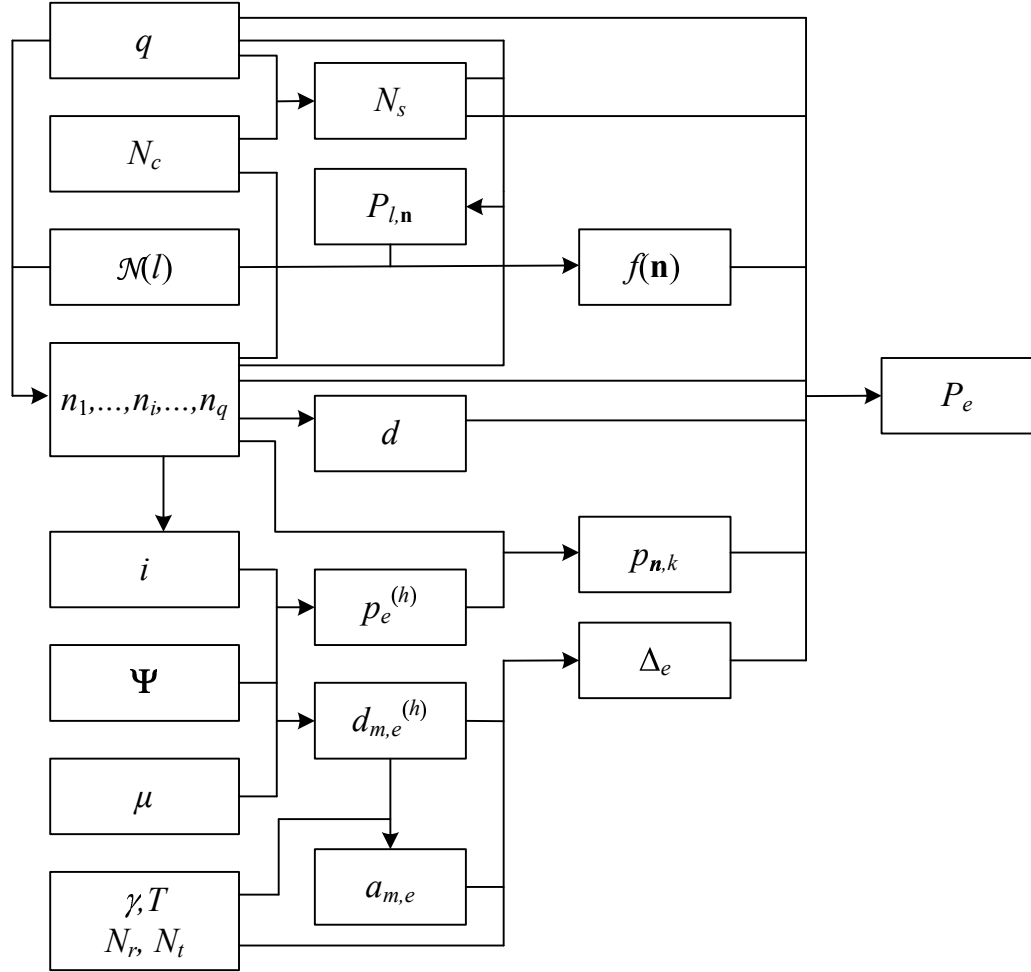 q
N_s
N_c
P_{l,n}
𝒩(l)
f(n)
n_1,...,n_i,...,n_q
P_e
d
i
p_{n,k}
p_e^{(h)}
Δ_e
Ψ
d_{m,e}^{(h)}
μ
a_{m,e}
γ,T
N_r, N_t